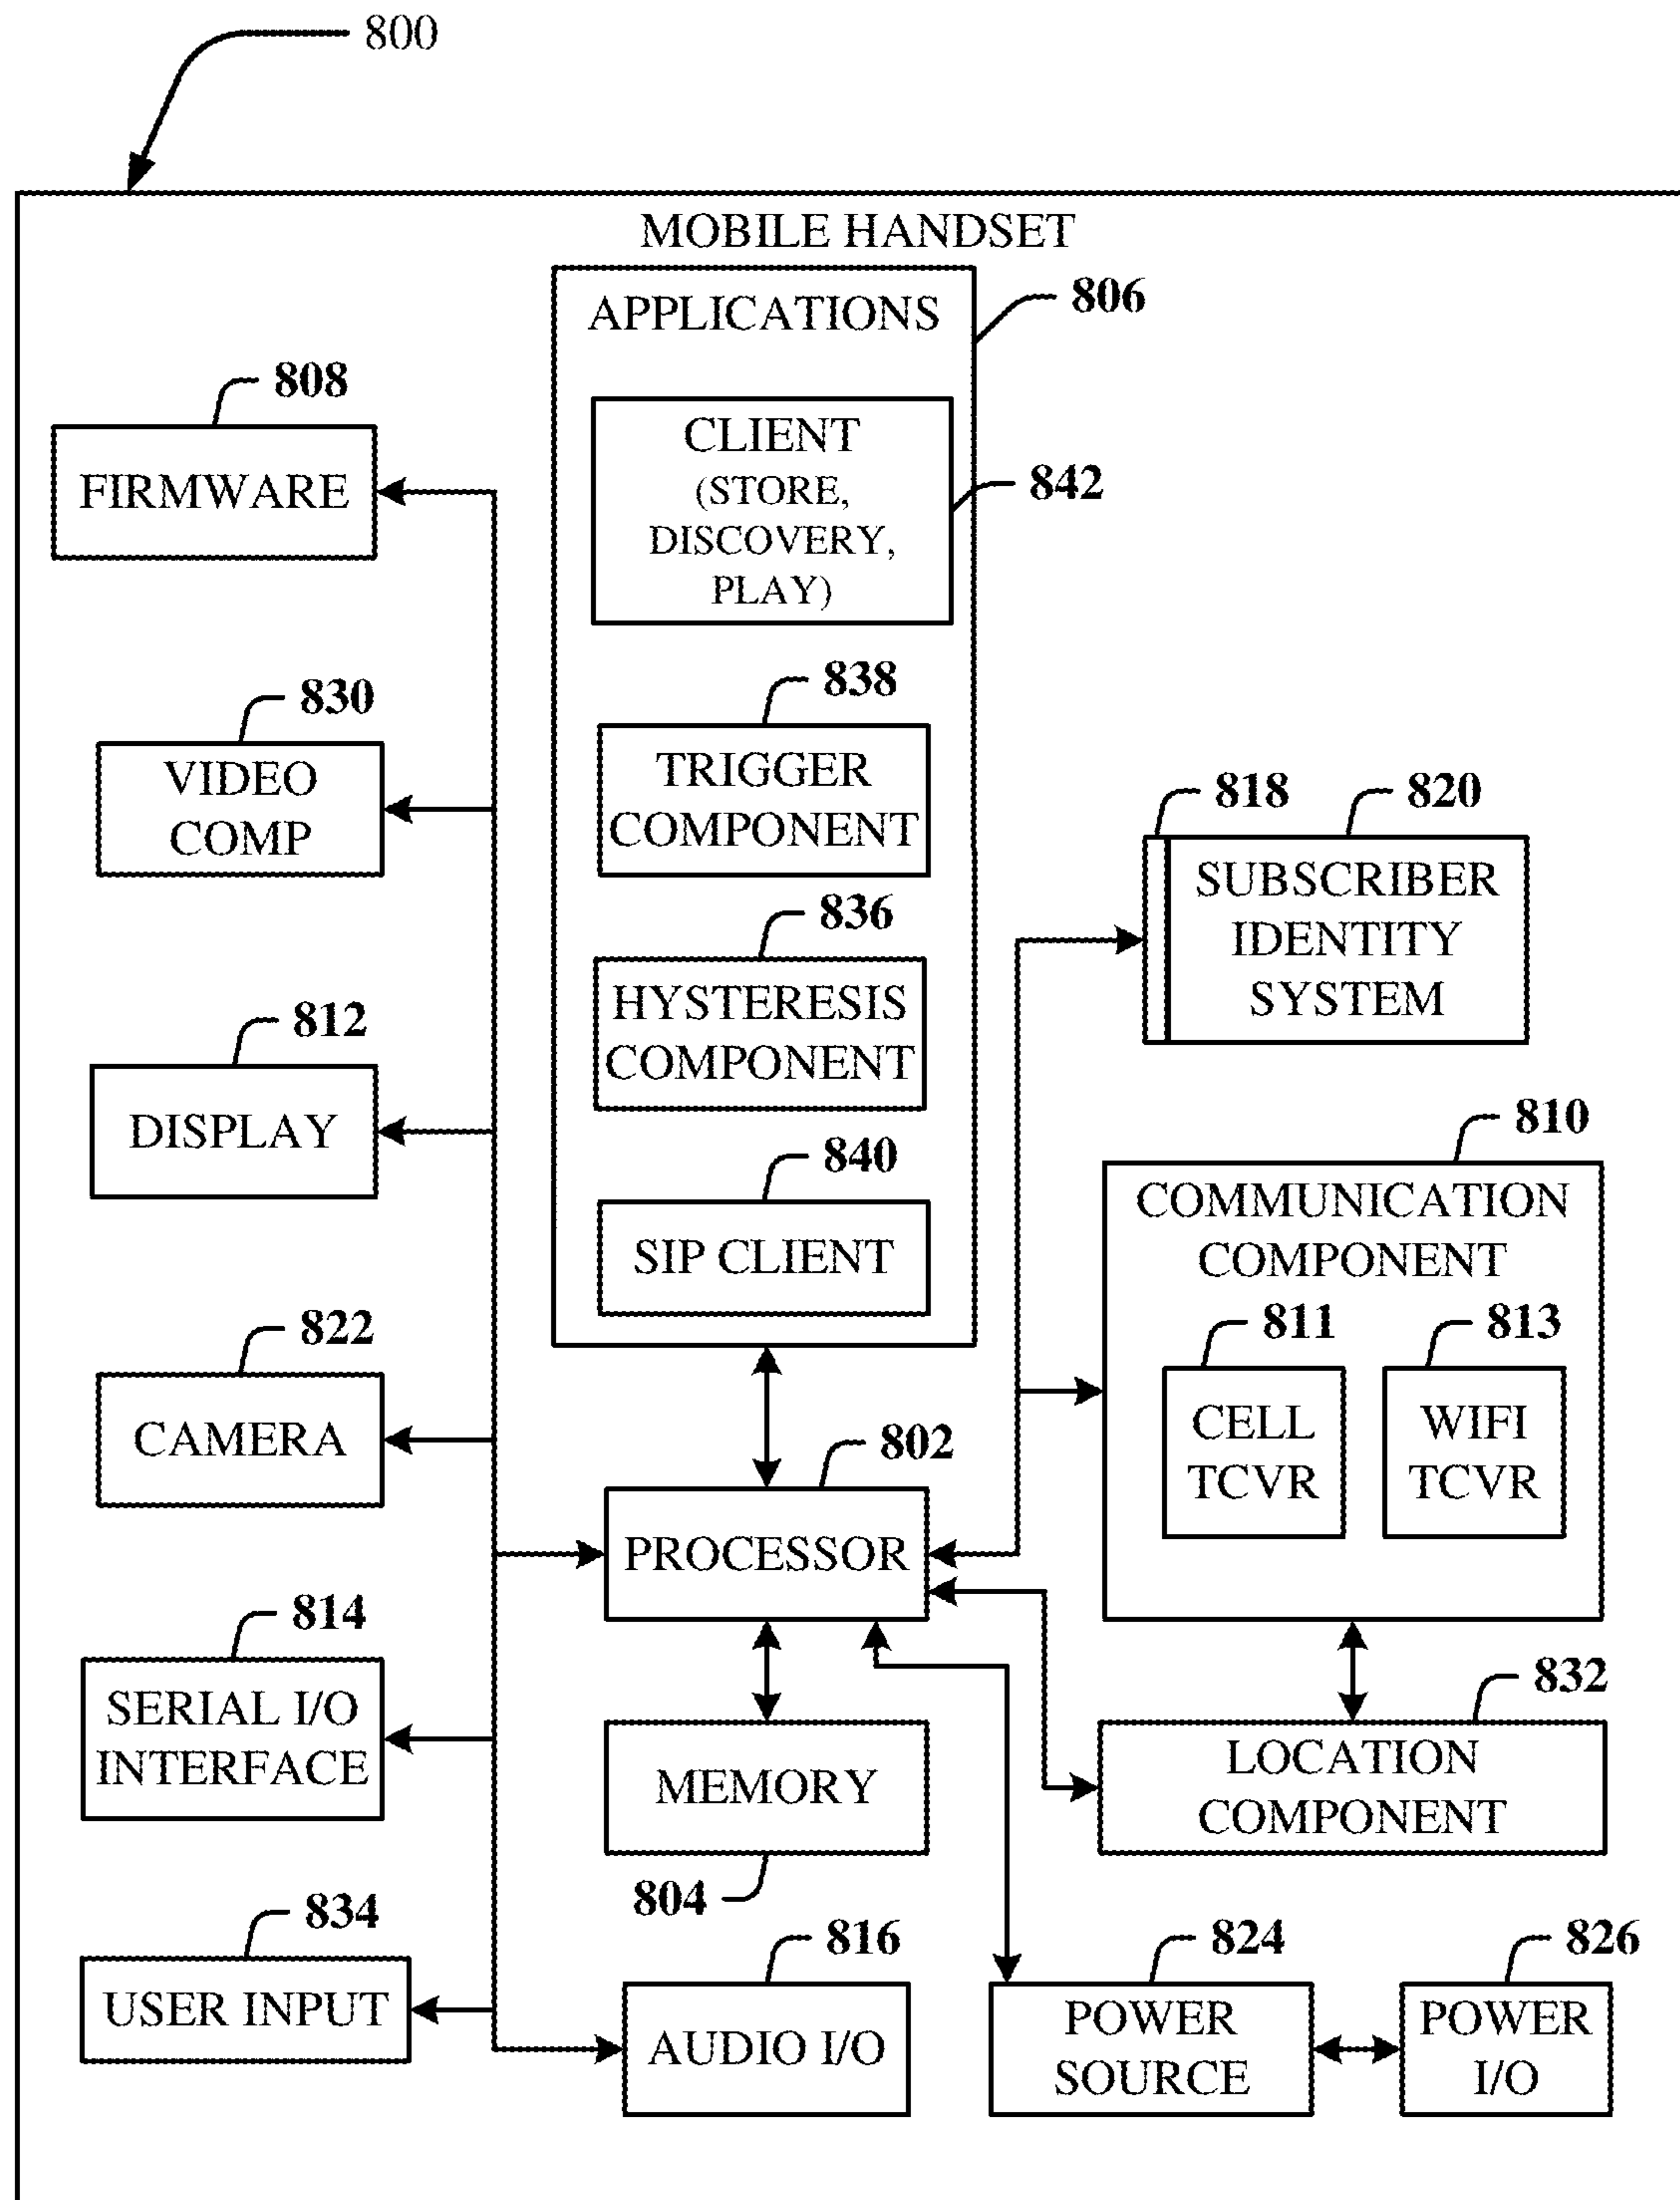 800
MOBILE HANDSET
APPLICATIONS
806
CLIENT
(STORE,
DISCOVERY,
PLAY)
842
838
TRIGGER
COMPONENT
836
HYSTERESIS
COMPONENT
840
SIP CLIENT
808
FIRMWARE
830
VIDEO
COMP
812
DISPLAY
822
CAMERA
814
SERIAL I/O
INTERFACE
834
USER INPUT
802
PROCESSOR
MEMORY
804
816
AUDIO I/O
818
820
SUBSCRIBER
IDENTITY
SYSTEM
810
COMMUNICATION
COMPONENT
811
CELL
TCVR
813
WIFI
TCVR
832
LOCATION
COMPONENT
824
POWER
SOURCE
826
POWER
I/O